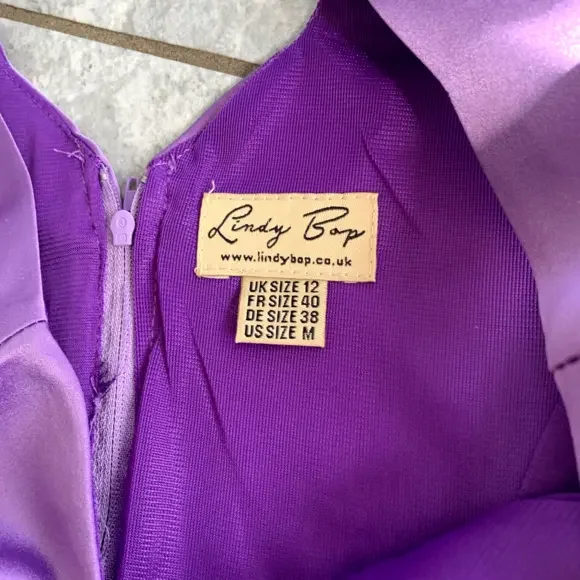 Lindy Bop
www.lindybop.co.uk
UK SIZE 12
FR SIZE 40
DE SIZE 38
US SIZE M